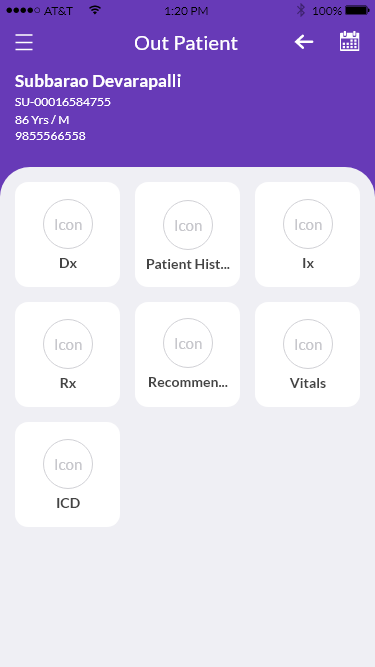 AT&T 1:20 PM 100%
Out Patient
Subbarao Devarapalli
SU-00016584755
86 Yrs / M
9855566558
Icon Icon Icon
Dx Patient Hist... Ix
Icon Icon Icon
Rx Recommen... Vitals
Icon
ICD